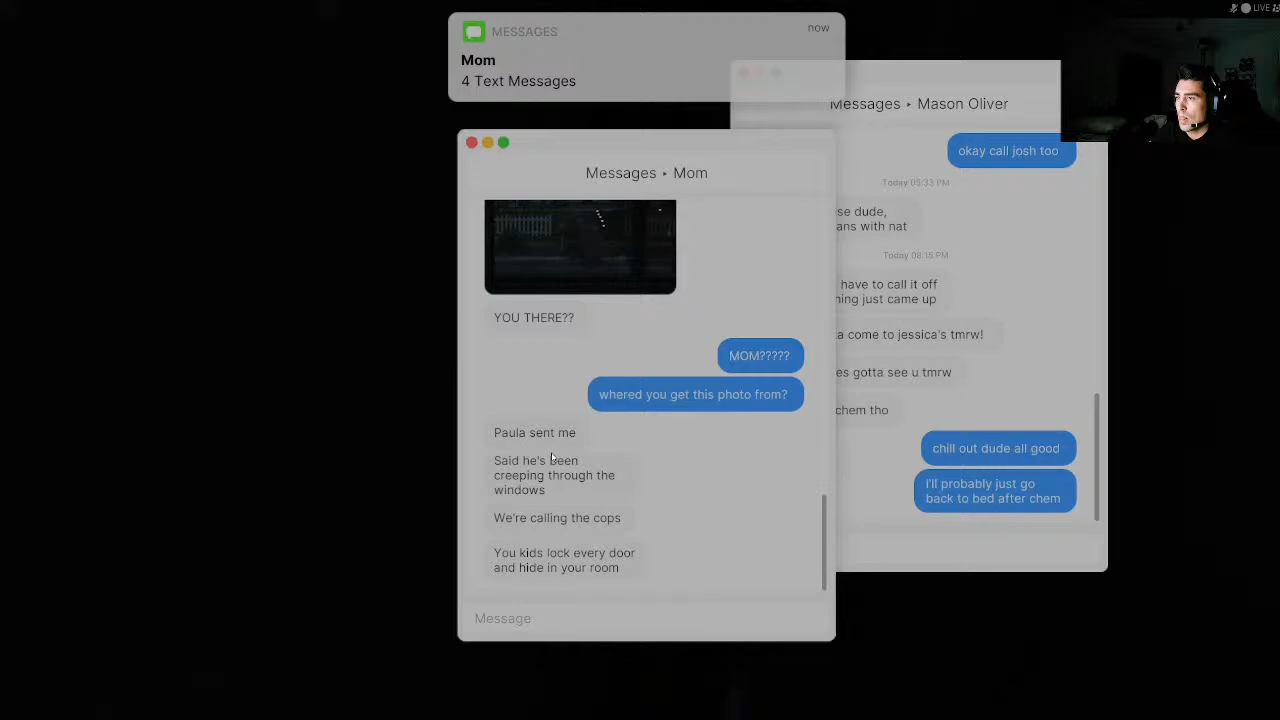 LIVE
MESSAGES
now
Mom
4 Text Messages
Messages ▸ Mom
YOU THERE??
MOM?????
whered you get this photo from?
Paula sent me
Said he's been
creeping through the
windows
We're calling the cops
You kids lock every door
and hide in your room
Message
Messages ▸ Mason Oliver
okay call josh too
Today 05:33 PM
se dude,
ans with nat
Today 08:15 PM
have to call it off
ning just came up
a come to jessica's tmrw!
es gotta see u tmrw
chem tho
chill out dude all good
I'll probably just go
back to bed after chem